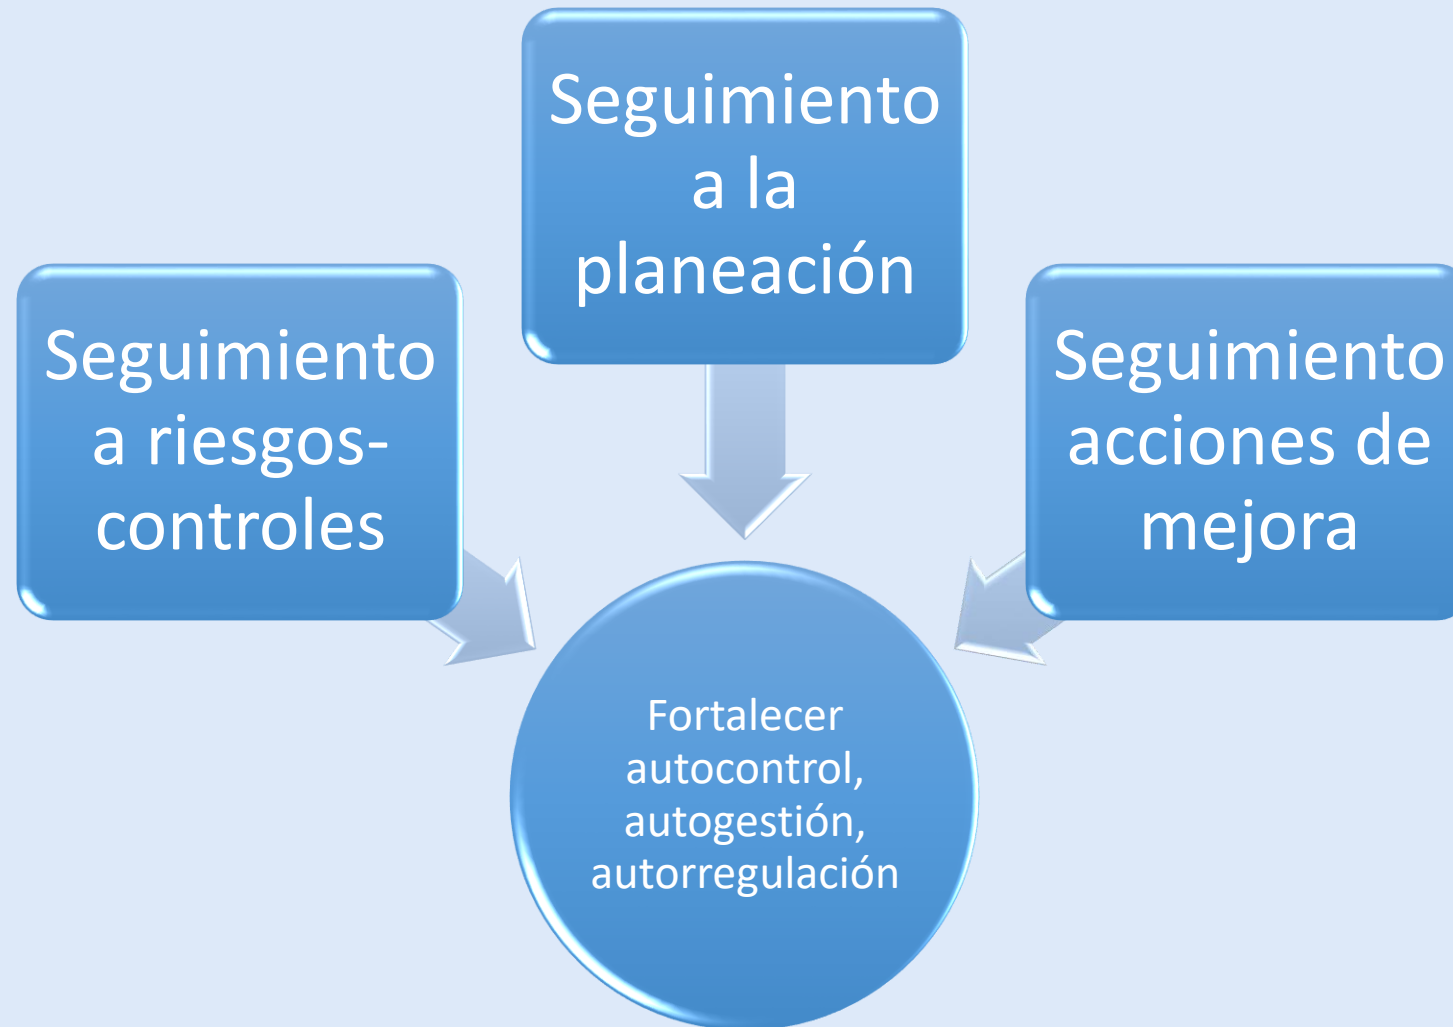 Seguimiento
a la
planeación
Seguimiento
a riesgos-
controles
Seguimiento
acciones de
mejora
Fortalecer
autocontrol,
autogestión,
autorregulación